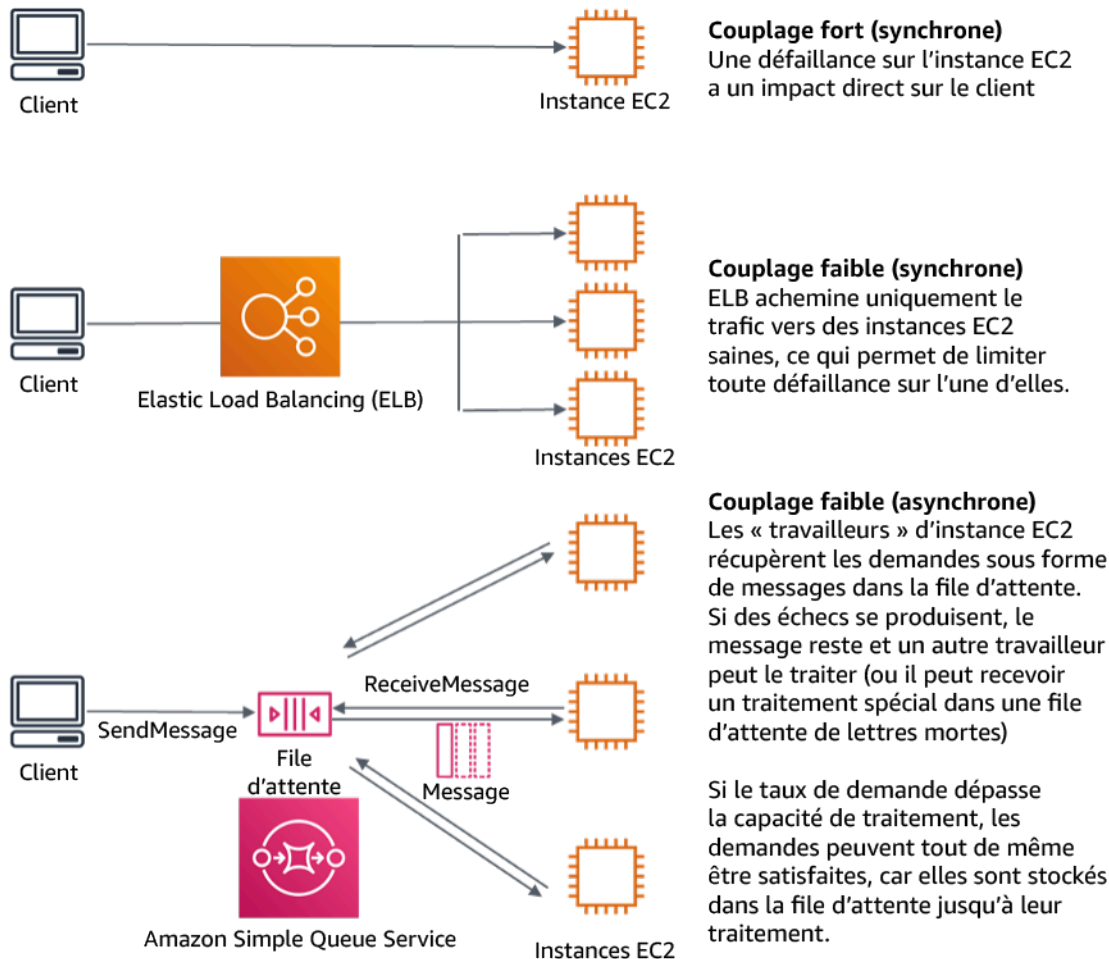 Client
Instance EC2
Couplage fort (synchrone)
Une défaillance sur l'instance EC2
a un impact direct sur le client
Client
Elastic Load Balancing (ELB)
Instances EC2
Couplage faible (synchrone)
ELB achemine uniquement le
trafic vers des instances EC2
saines, ce qui permet de limiter
toute défaillance sur l'une d'elles.
Client
SendMessage
File
d'attente
ReceiveMessage
Message
Amazon Simple Queue Service
Instances EC2
Couplage faible (asynchrone)
Les « travailleurs » d'instance EC2
récupèrent les demandes sous forme
de messages dans la file d'attente.
Si des échecs se produisent, le
message reste et un autre travailleur
peut le traiter (ou il peut recevoir
un traitement spécial dans une file
d'attente de lettres mortes)
Si le taux de demande dépasse
la capacité de traitement, les
demandes peuvent tout de même
être satisfaites, car elles sont stockés
dans la file d'attente jusqu'à leur
traitement.